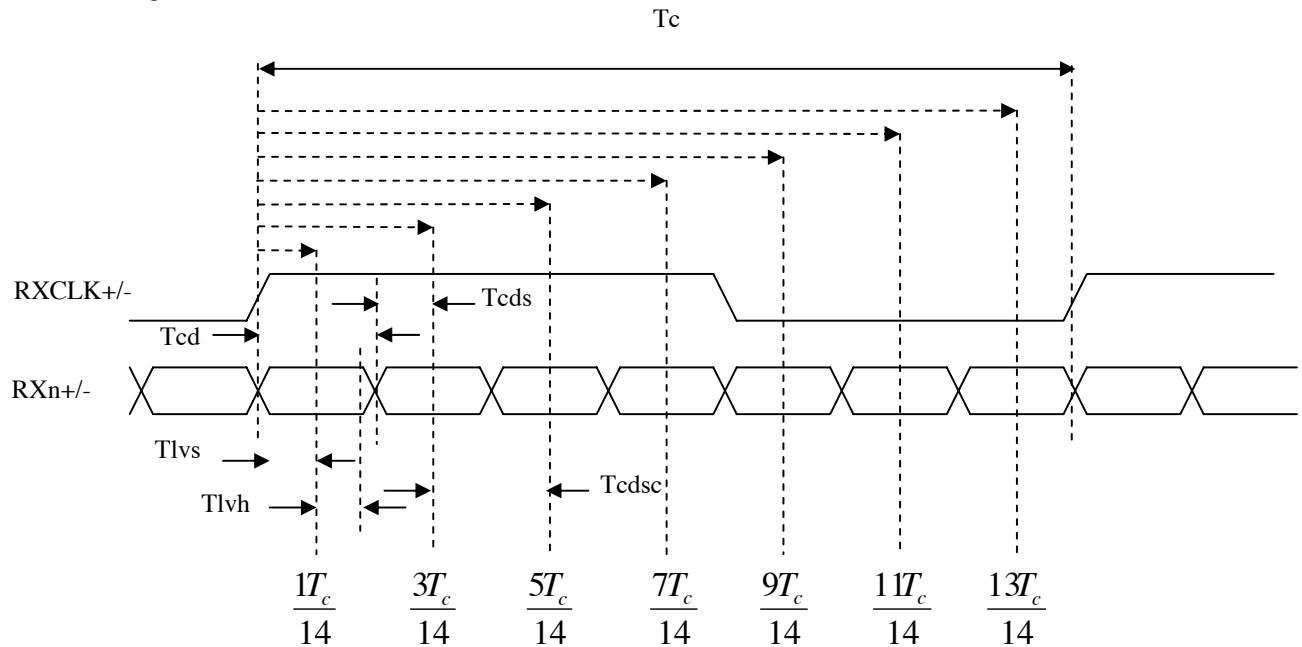 Tc
RXCLK+/-
Tcds
Tcd
RXn+/-
Tlvs
Tlvh
Tcdsc
1T_c/14 3T_c/14 5T_c/14 7T_c/14 9T_c/14 11T_c/14 13T_c/14